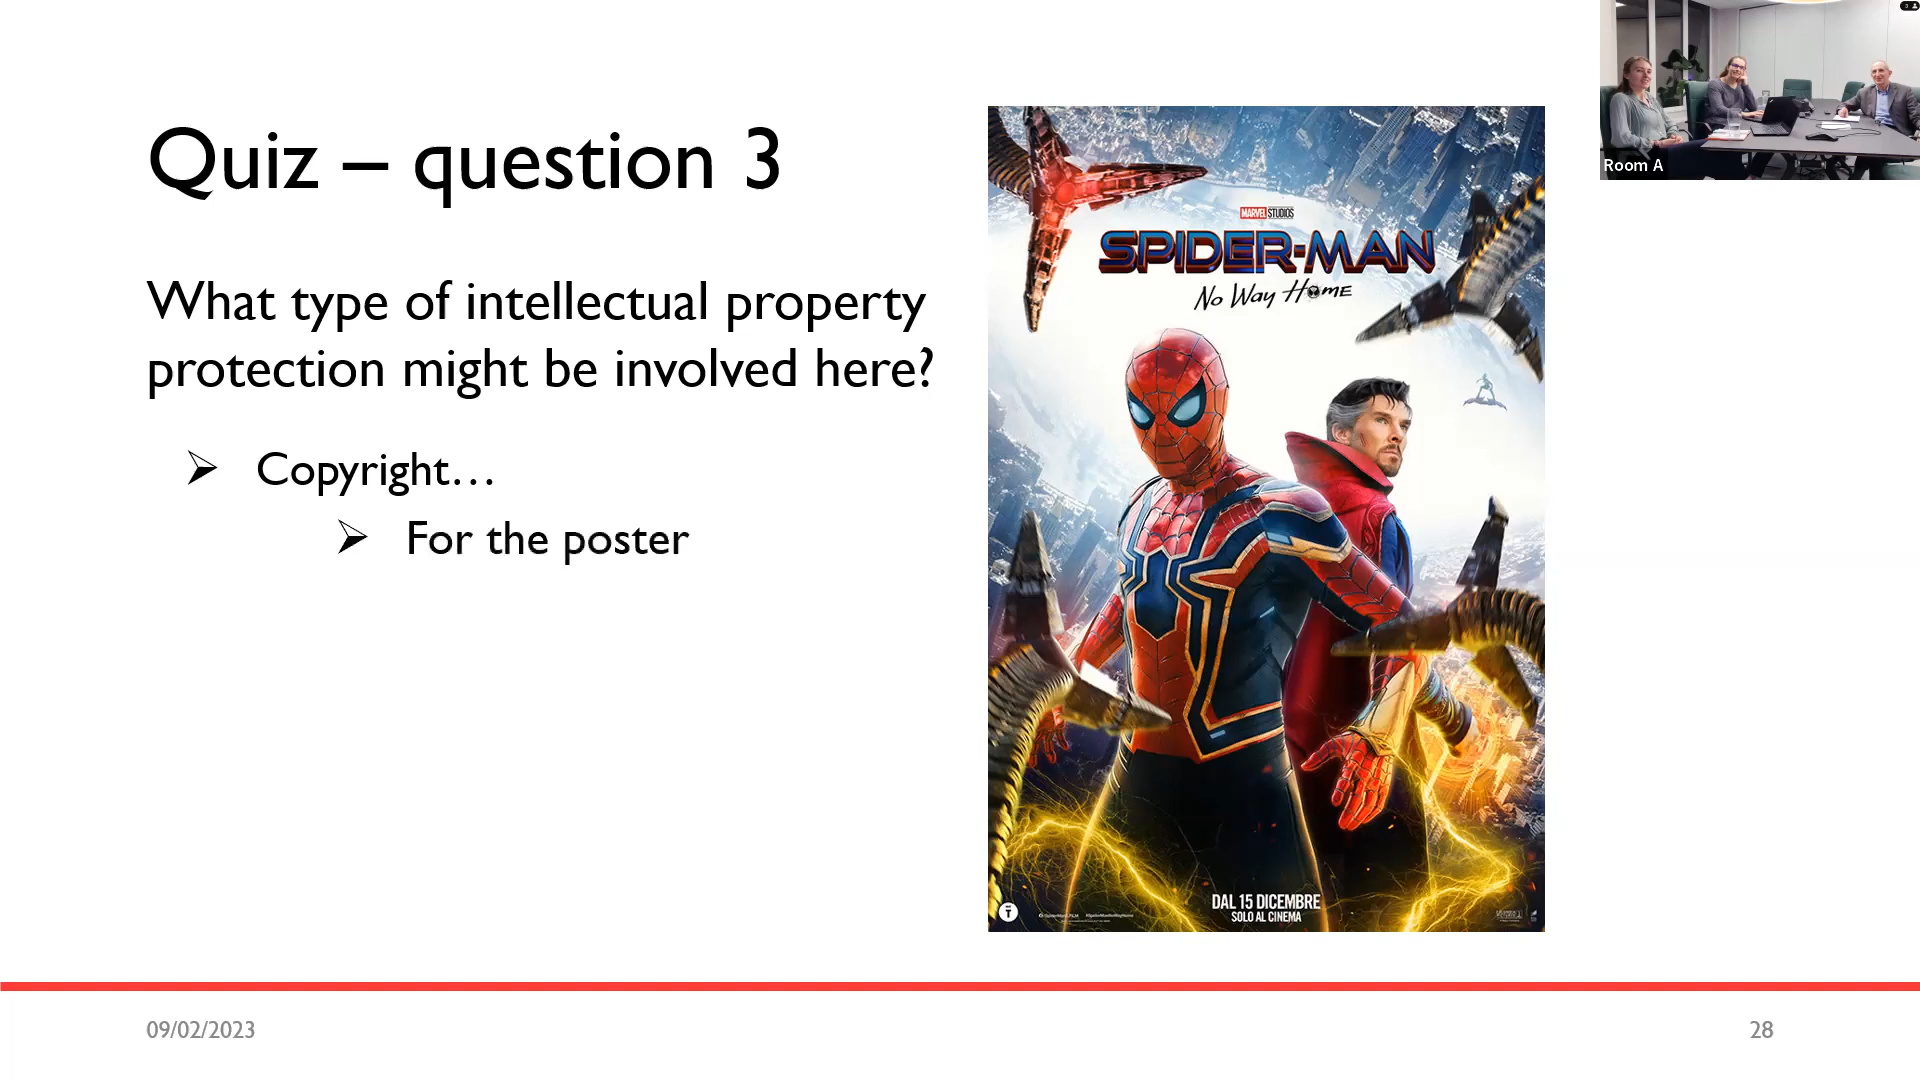 Quiz – question 3
What type of intellectual property
protection might be involved here?
Copyright…
For the poster
MARVEL STUDIOS
SPIDER-MAN
No Way Home
DAL 15 DICEMBRE
SOLO AL CINEMA
Room A
09/02/2023
28